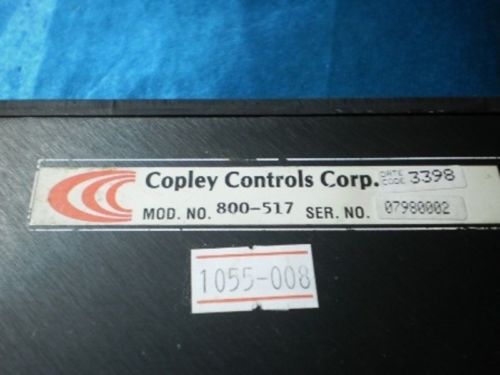 Copley Controls Corp. DATE CODE 3398
MOD. NO. 800-517 SER. NO. 07980002
1055-008